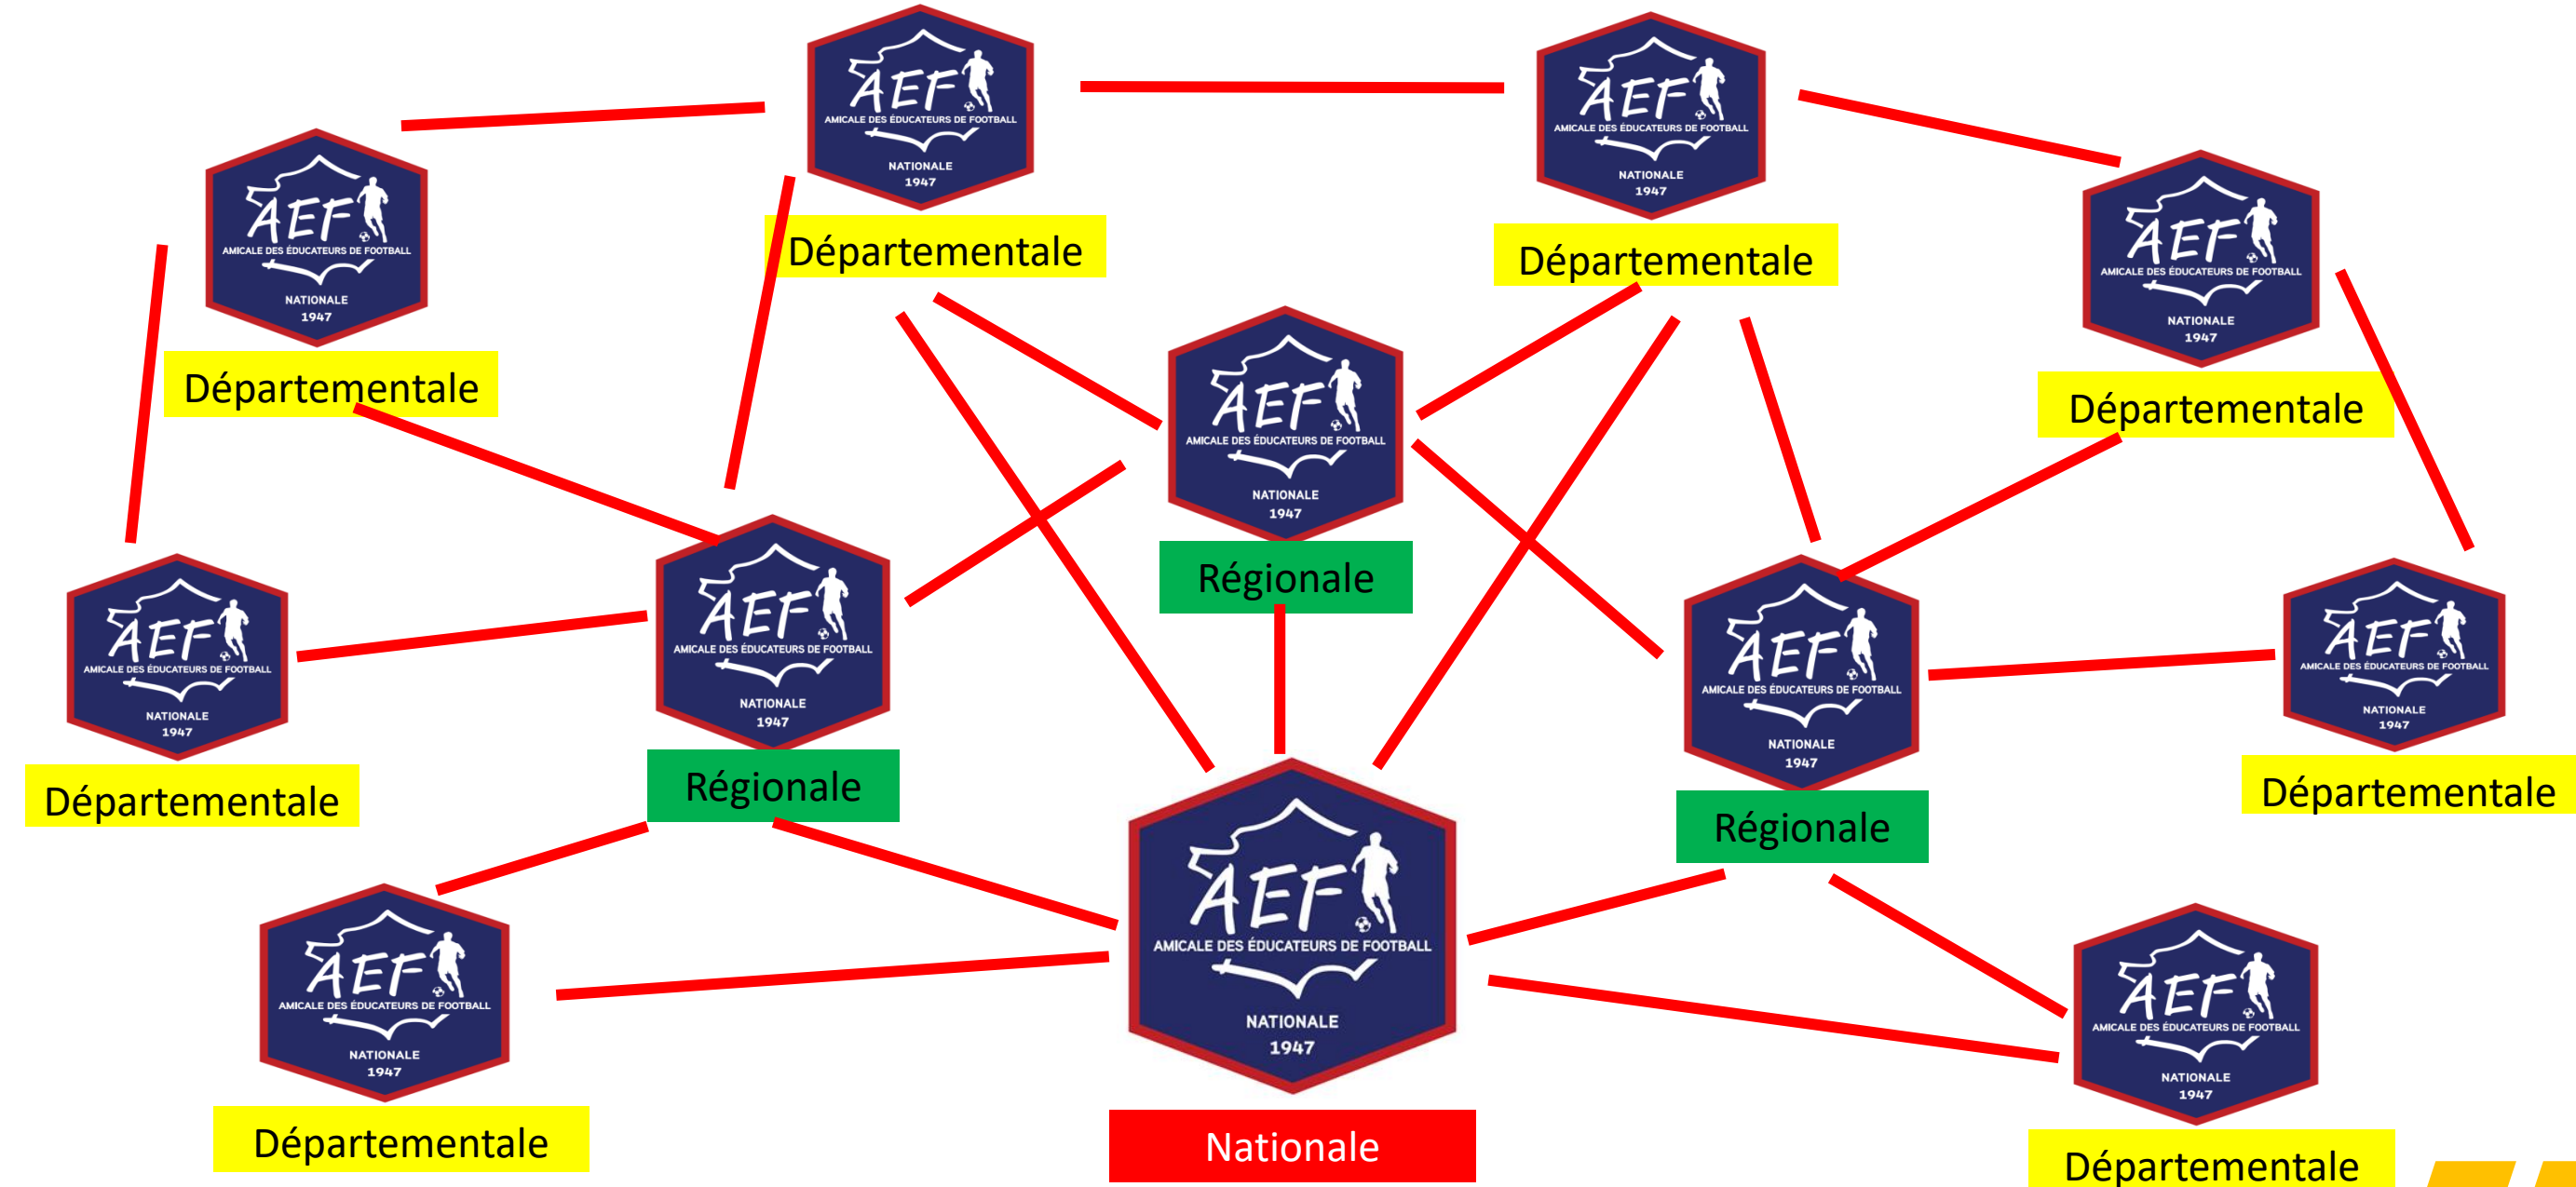 AEF
AMICALE DES ÉDUCATEURS DE FOOTBALL
NATIONALE
1947
Départementale
AEF
AMICALE DES ÉDUCATEURS DE FOOTBALL
NATIONALE
1947
Départementale
AEF
AMICALE DES ÉDUCATEURS DE FOOTBALL
NATIONALE
1947
Départementale
AEF
AMICALE DES ÉDUCATEURS DE FOOTBALL
NATIONALE
1947
Départementale
AEF
AMICALE DES ÉDUCATEURS DE FOOTBALL
NATIONALE
1947
Régionale
AEF
AMICALE DES ÉDUCATEURS DE FOOTBALL
NATIONALE
1947
Départementale
AEF
AMICALE DES ÉDUCATEURS DE FOOTBALL
NATIONALE
1947
Régionale
AEF
AMICALE DES ÉDUCATEURS DE FOOTBALL
NATIONALE
1947
Régionale
AEF
AMICALE DES ÉDUCATEURS DE FOOTBALL
NATIONALE
1947
Départementale
AEF
AMICALE DES ÉDUCATEURS DE FOOTBALL
NATIONALE
1947
Départementale
AEF
AMICALE DES ÉDUCATEURS DE FOOTBALL
NATIONALE
1947
Nationale
AEF
AMICALE DES ÉDUCATEURS DE FOOTBALL
NATIONALE
1947
Départementale